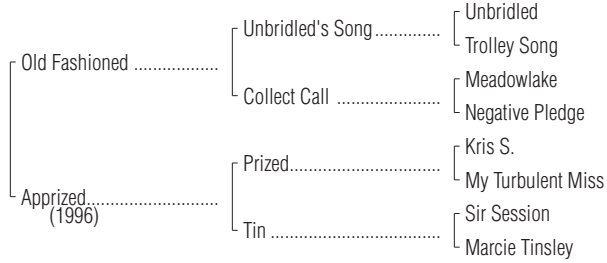 Unbridled
Unbridled's Song..............
Trolley Song
Old Fashioned ..................
Meadowlake
Collect Call ......................
Negative Pledge
Kris S.
Prized................................
My Turbulent Miss
Apprized............................
(1996)
Sir Session
Tin ....................................
Marcie Tinsley